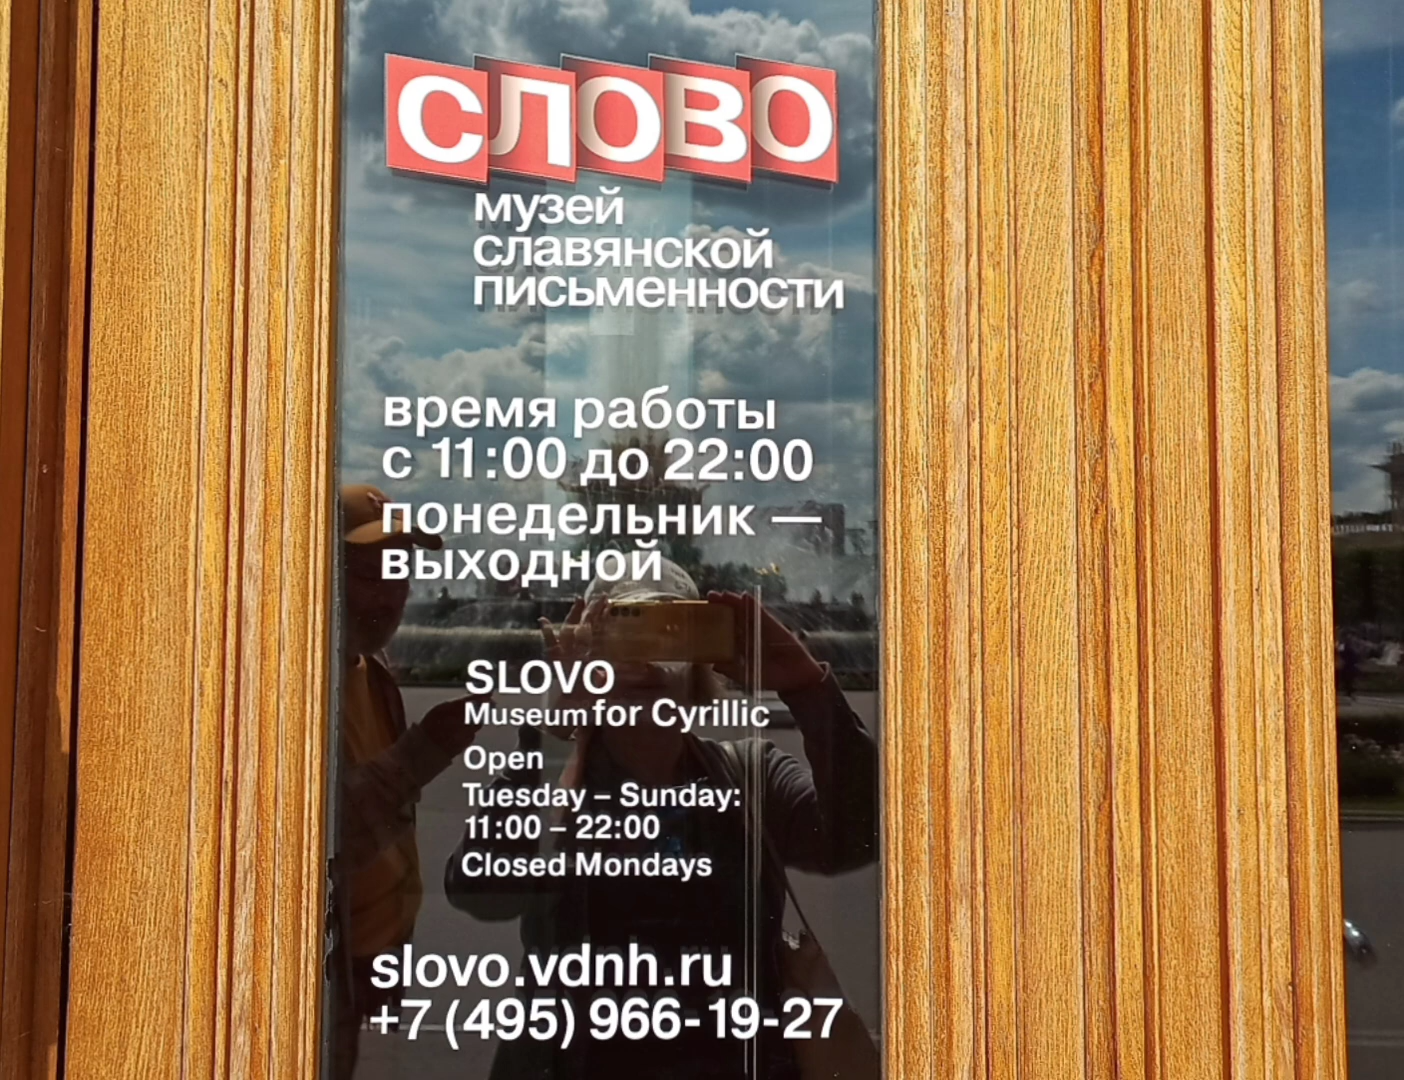 СЛОВО
музей
славянской
письменности
время работы
с 11:00 до 22:00
понедельник —
выходной
SLOVO
Museum for Cyrillic
Open
Tuesday – Sunday:
11:00 – 22:00
Closed Mondays
slovo.vdnh.ru
+7 (495) 966-19-27